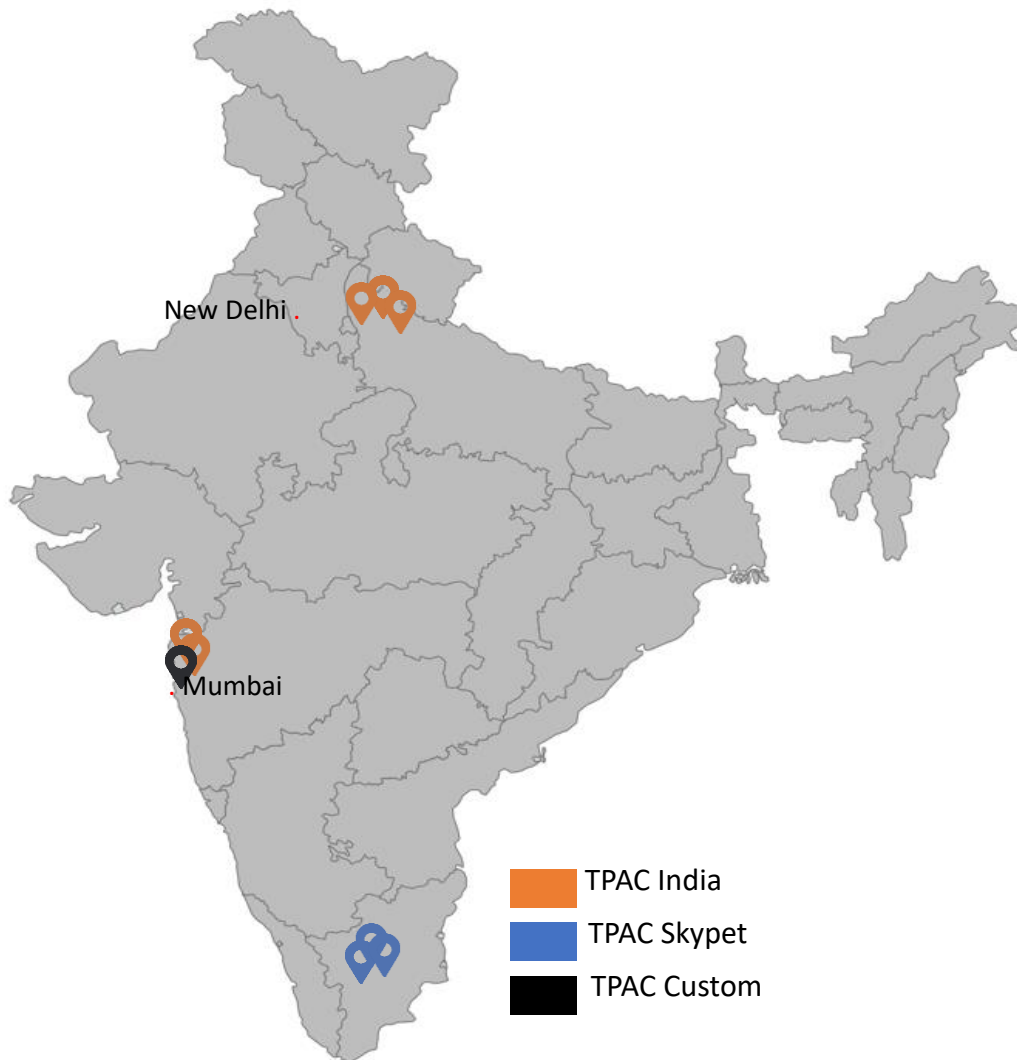 New Delhi .
. Mumbai
TPAC India
TPAC Skypet
TPAC Custom